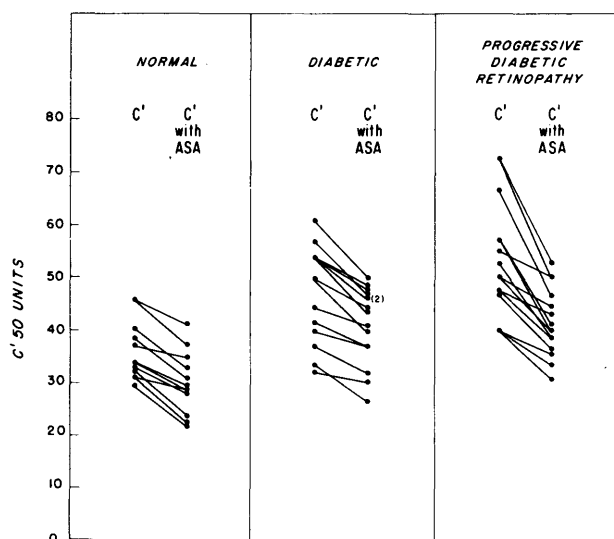 NORMAL
C' C'
with
ASA
DIABETIC
C' C'
with
ASA
PROGRESSIVE
DIABETIC
RETINOPATHY
C' C'
with
ASA
C' 50 UNITS
80
70
60
50
40
30
20
10
0
(2)